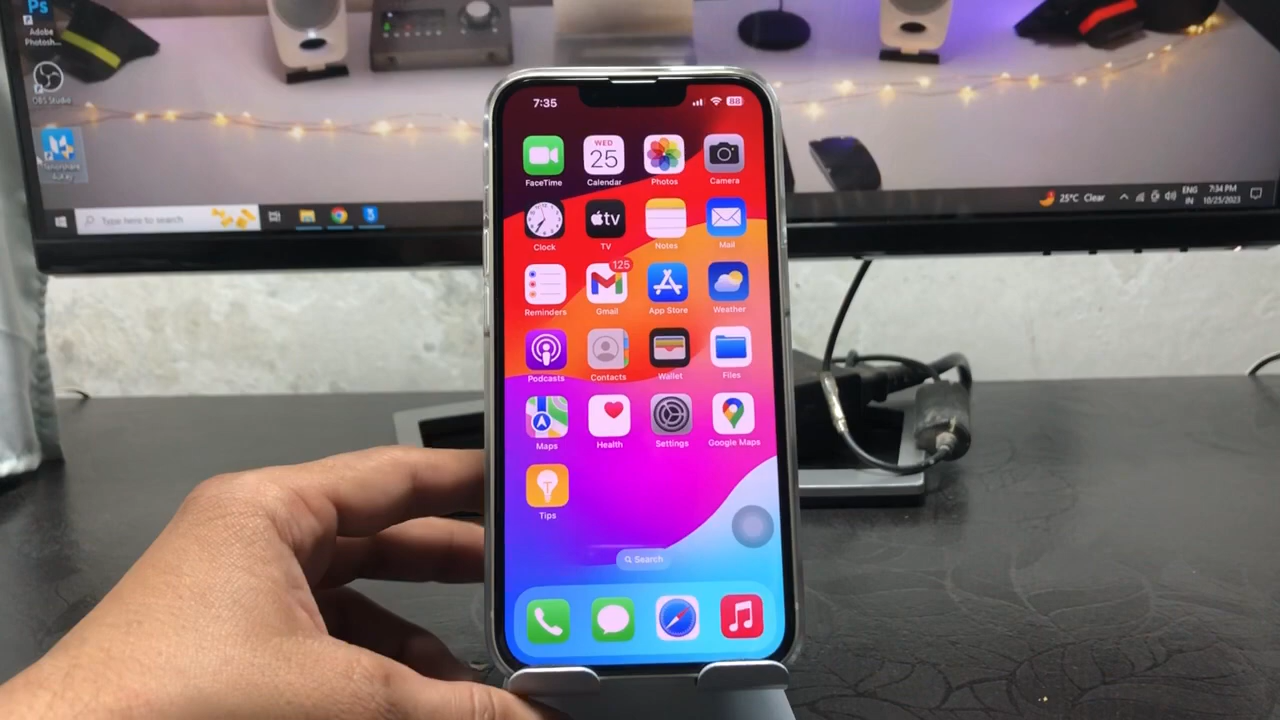 Ps
Adobe
Photosh...
OBS Studio
Type here to search
25°C Clear
ENG
IN
7:34 PM
10/25/2023
7:35
88
FaceTime
WED
25
Calendar
Photos
Camera
Clock
tv
TV
Notes
Mail
Reminders
125
Gmail
App Store
Weather
Podcasts
Contacts
Wallet
Files
Maps
Health
Settings
Google Maps
Tips
Search